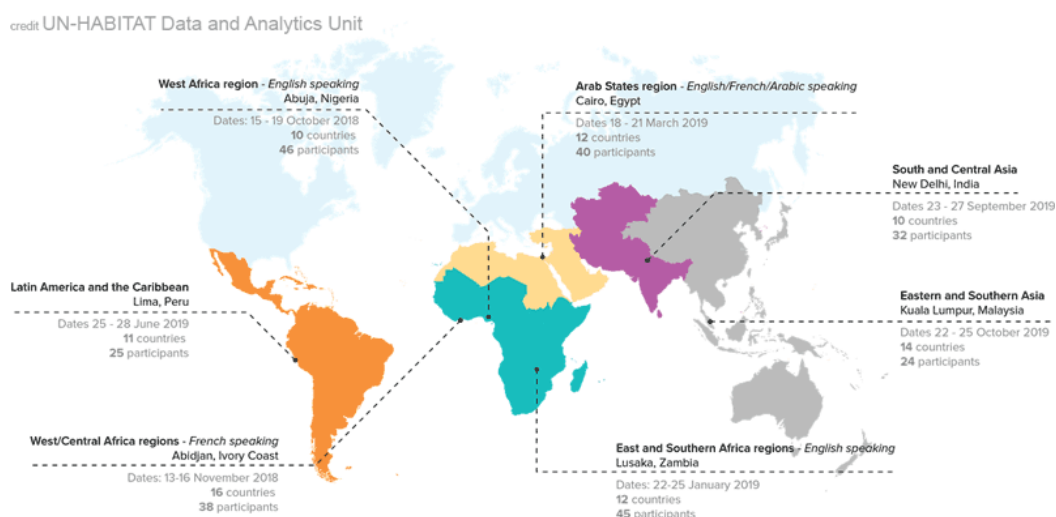 credit UN-HABITAT Data and Analytics Unit
West Africa region - English speaking
Abuja, Nigeria
Dates: 15 - 19 October 2018
10 countries
46 participants
Arab States region - English/French/Arabic speaking
Cairo, Egypt
Dates 18 - 21 March 2019
12 countries
40 participants
South and Central Asia
New Delhi, India
Dates 23 - 27 September 2019
10 countries
32 participants
Latin America and the Caribbean
Lima, Peru
Dates 25 - 28 June 2019
11 countries
25 participants
Eastern and Southern Asia
Kuala Lumpur, Malaysia
Dates 22 - 25 October 2019
14 countries
24 participants
West/Central Africa regions - French speaking
Abidjan, Ivory Coast
Dates: 13-16 November 2018
16 countries
38 participants
East and Southern Africa regions - English speaking
Lusaka, Zambia
Dates: 22-25 January 2019
12 countries
45 participants